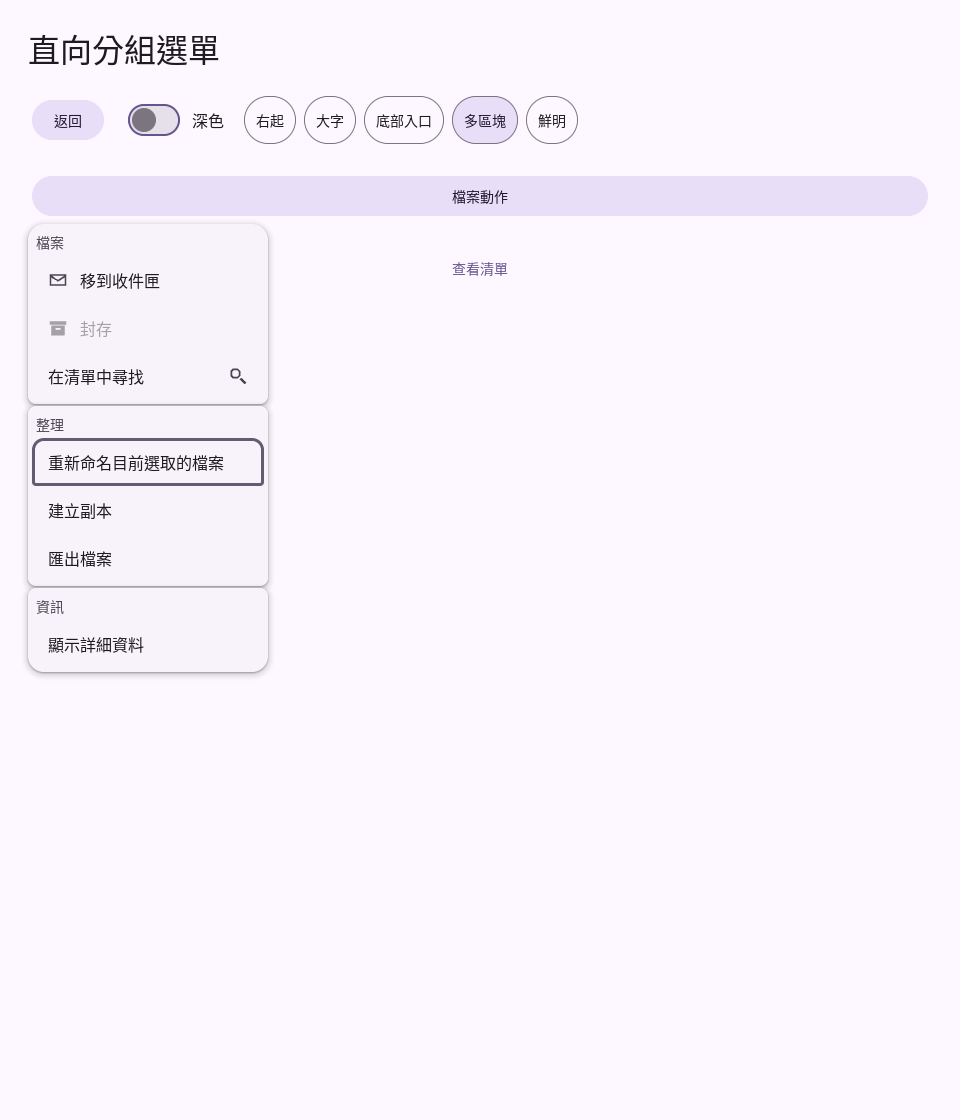 直向分組選單
返回
深色
右起
大字
底部入口
多區塊
鮮明
檔案動作
檔案
查看清單
移到收件匣
封存
在清單中尋找
整理
重新命名目前選取的檔案
建立副本
匯出檔案
資訊
顯示詳細資料